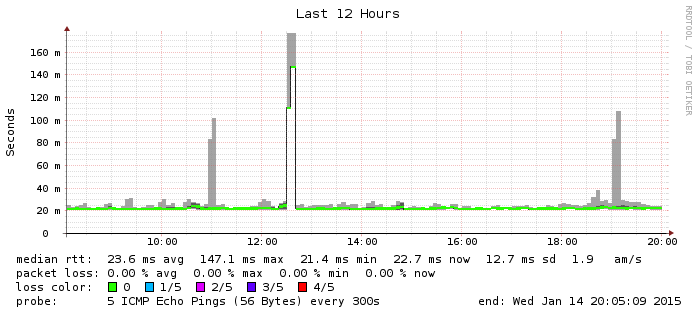 Last 12 Hours
RRDTOOL / TOBI OETIKER
Seconds
160 m
140 m
120 m
100 m
80 m
60 m
40 m
20 m
0
10:00 12:00 14:00 16:00 18:00 20:00
median rtt: 23.6 ms avg 147.1 ms max 21.4 ms min 22.7 ms now 12.7 ms sd 1.9 am/s
packet loss: 0.00 % avg 0.00 % max 0.00 % min 0.00 % now
loss color: 0 1/5 2/5 3/5 4/5
probe: 5 ICMP Echo Pings (56 Bytes) every 300s end: Wed Jan 14 20:05:09 2015